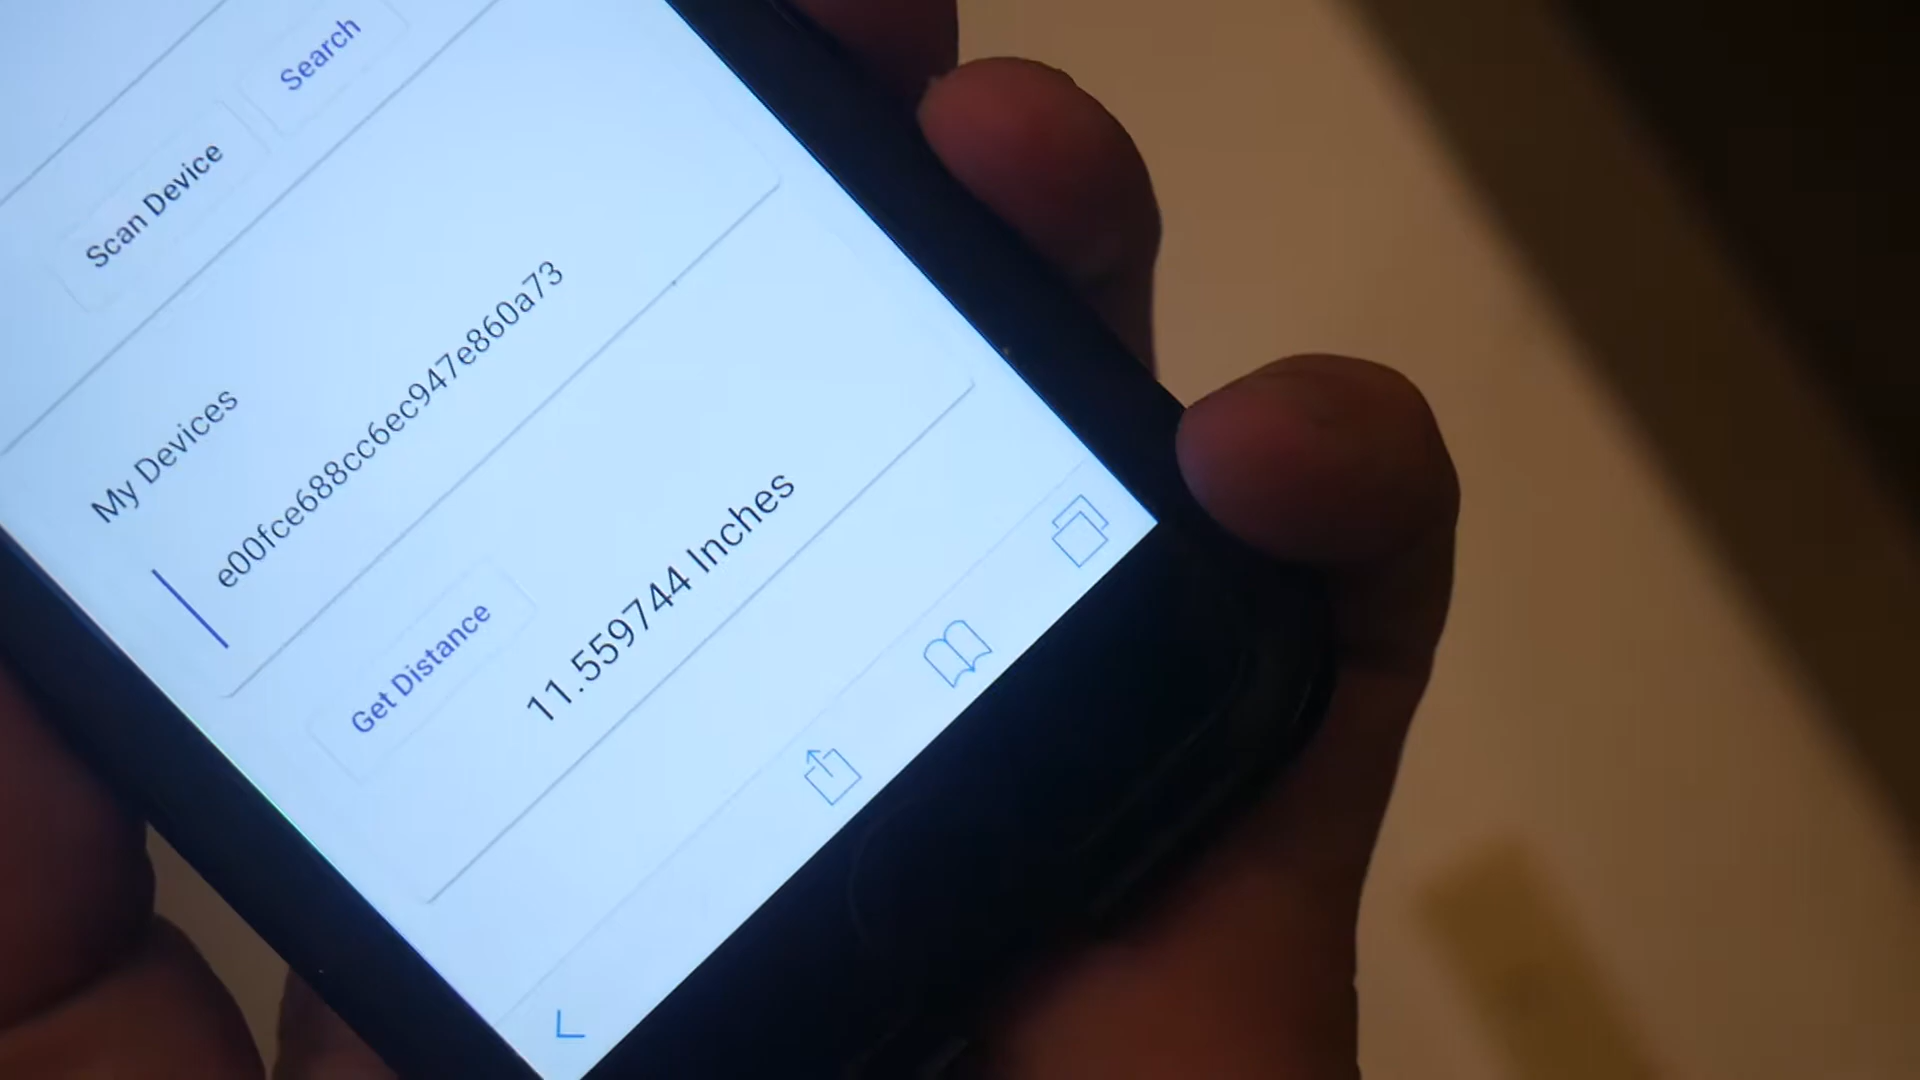 Scan Device
Search
My Devices
e00fce688cc6ec947e860a73
Get Distance
11.559744 Inches